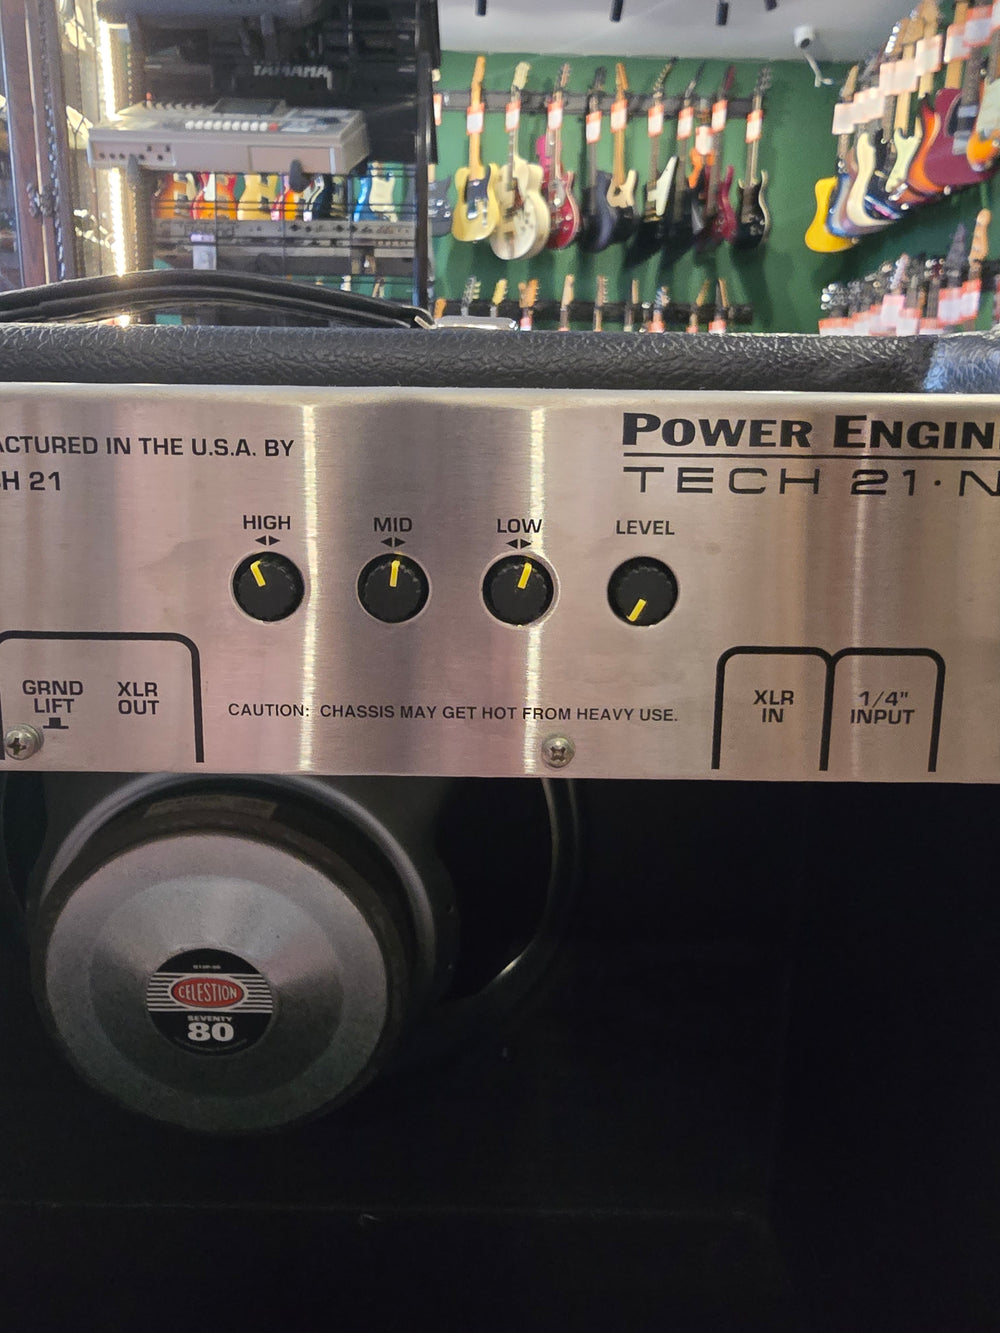 YAMAHA
ACTURED IN THE U.S.A. BY
H 21
POWER ENGIN
TECH 21·N
HIGH
MID
LOW
LEVEL
GRND
LIFT
XLR
OUT
CAUTION: CHASSIS MAY GET HOT FROM HEAVY USE.
XLR
IN
1/4"
INPUT
CELESTION
SEVENTY
80